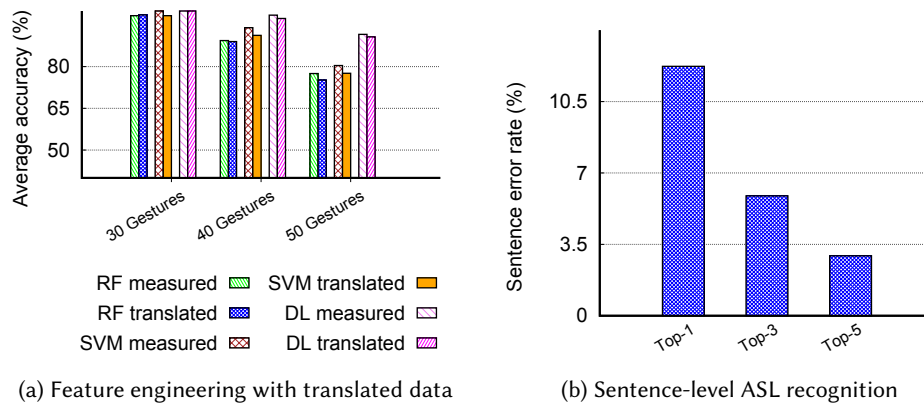 Average accuracy (%)
80
65
50
30 Gestures
40 Gestures
50 Gestures
RF measured
SVM translated
RF translated
DL measured
SVM measured
DL translated
(a) Feature engineering with translated data
Sentence error rate (%)
10.5
7
3.5
0
Top-1
Top-3
Top-5
(b) Sentence-level ASL recognition